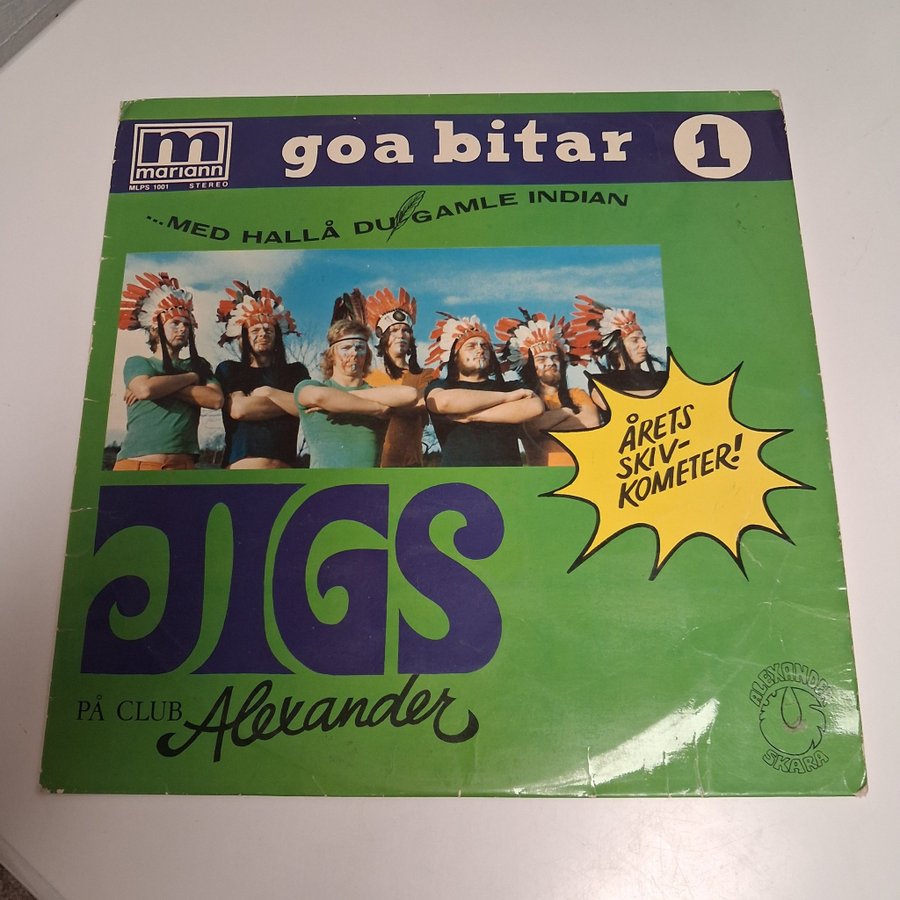 m
mariann
MLPS 1001 STEREO
goa bitar 1
...MED HALLÅ DU GAMLE INDIAN
ÅRETS
SKIV-
KOMETER!
JIGS
PÅ CLUB Alexander
ALEXANDER
SKARA